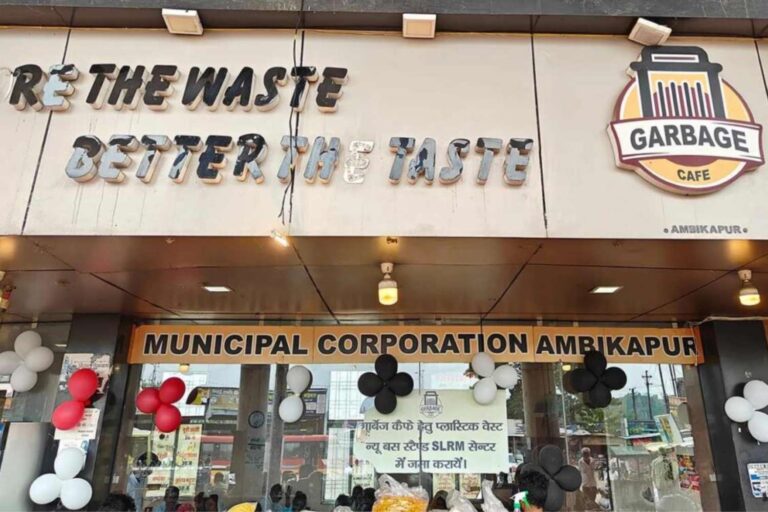 RE THE WASTE
BETTER THE TASTE
GARBAGE
CAFE
• AMBIKAPUR •
MUNICIPAL CORPORATION AMBIKAPUR
गार्बेज कैफे हेतु प्लास्टिक वेस्ट
न्यू बस स्टैण्ड SLRM सेन्टर
में जमा करायें।